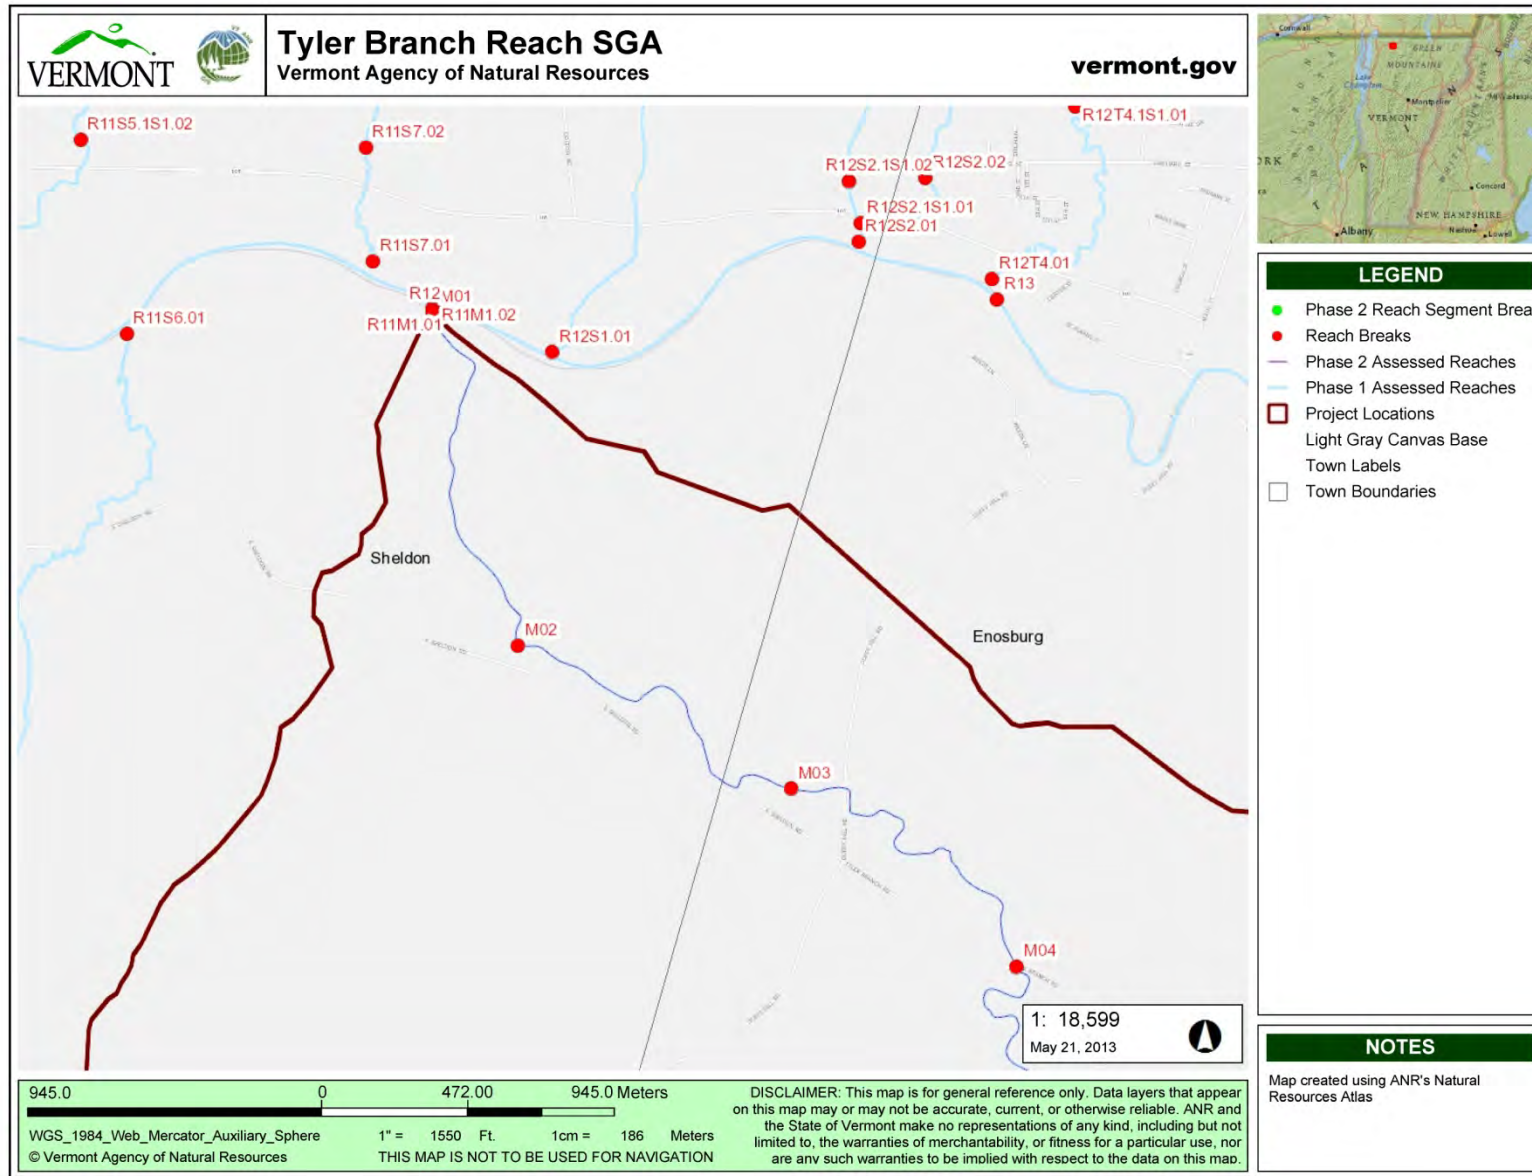 VERMONT
Tyler Branch Reach SGA
Vermont Agency of Natural Resources
vermont.gov
R11S5.1S1.02
R11S7.02
R12T4.1S1.01
R12S2.1S1.02
R12S2.02
R12S2.1S1.01
R12S2.01
R11S7.01
R12T4.01
R13
R12
M01
R11M1.02
R11M1.01
R11S6.01
R12S1.01
Sheldon
M02
Enosburg
M03
M04
1: 18,599
May 21, 2013
Cornwall
GREEN
MOUNTAINS
Lake
Champlain
Montpelier
VERMONT
WHITE MOUNTAINS
Concord
NEW HAMPSHIRE
Albany
Nashua
Lowell
LEGEND
Phase 2 Reach Segment Brea
Reach Breaks
Phase 2 Assessed Reaches
Phase 1 Assessed Reaches
Project Locations
Light Gray Canvas Base
Town Labels
Town Boundaries
NOTES
Map created using ANR's Natural
Resources Atlas
945.0 0 472.00 945.0 Meters
WGS_1984_Web_Mercator_Auxiliary_Sphere
© Vermont Agency of Natural Resources
1" = 1550 Ft. 1cm = 186 Meters
THIS MAP IS NOT TO BE USED FOR NAVIGATION
DISCLAIMER: This map is for general reference only. Data layers that appear
on this map may or may not be accurate, current, or otherwise reliable. ANR and
the State of Vermont make no representations of any kind, including but not
limited to, the warranties of merchantability, or fitness for a particular use, nor
are any such warranties to be implied with respect to the data on this map.